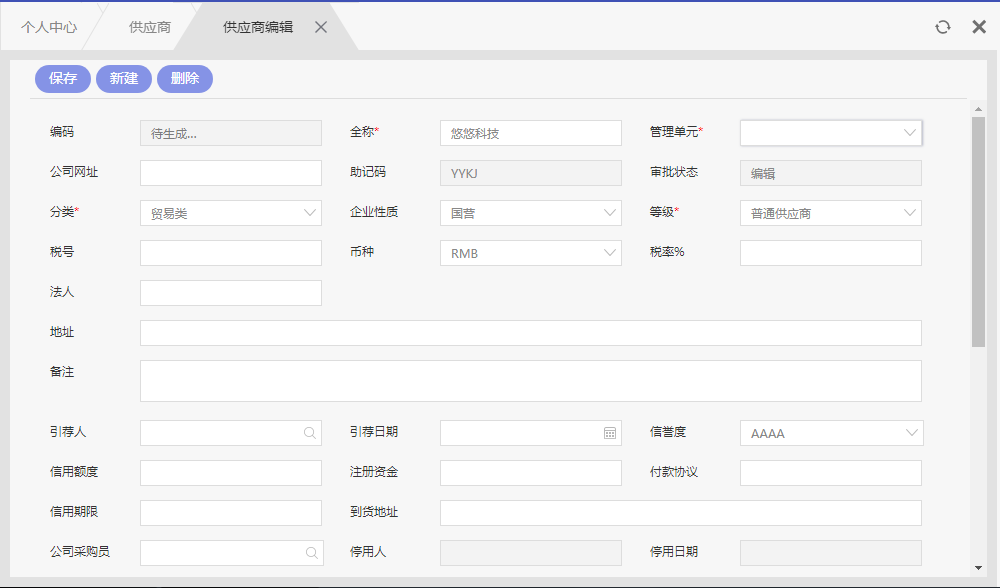 个人中心 供应商 供应商编辑
保存 新建 删除
编码 待生成... 全称* 悠悠科技 管理单元*
公司网址 助记码 YYKJ 审批状态 编辑
分类* 贸易类 企业性质 国营 等级* 普通供应商
税号 币种 RMB 税率%
法人
地址
备注
引荐人 引荐日期 信誉度 AAAA
信用额度 注册资金 付款协议
信用期限 到货地址
公司采购员 停用人 停用日期